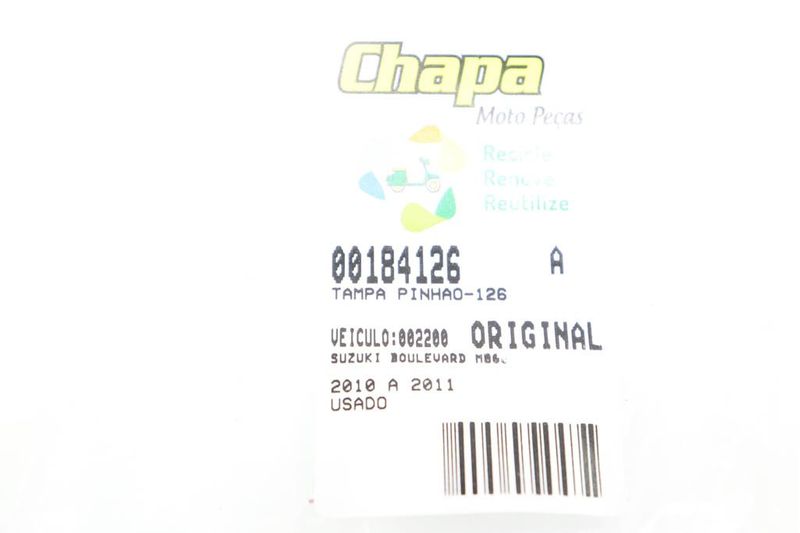 Chapa
Moto Peças
Recicle
Renove
Reutilize
00184126 A
TAMPA PINHAO-126
VEICULO:002200 ORIGINAL
SUZUKI BOULEVARD
2010 A 2011
USADO